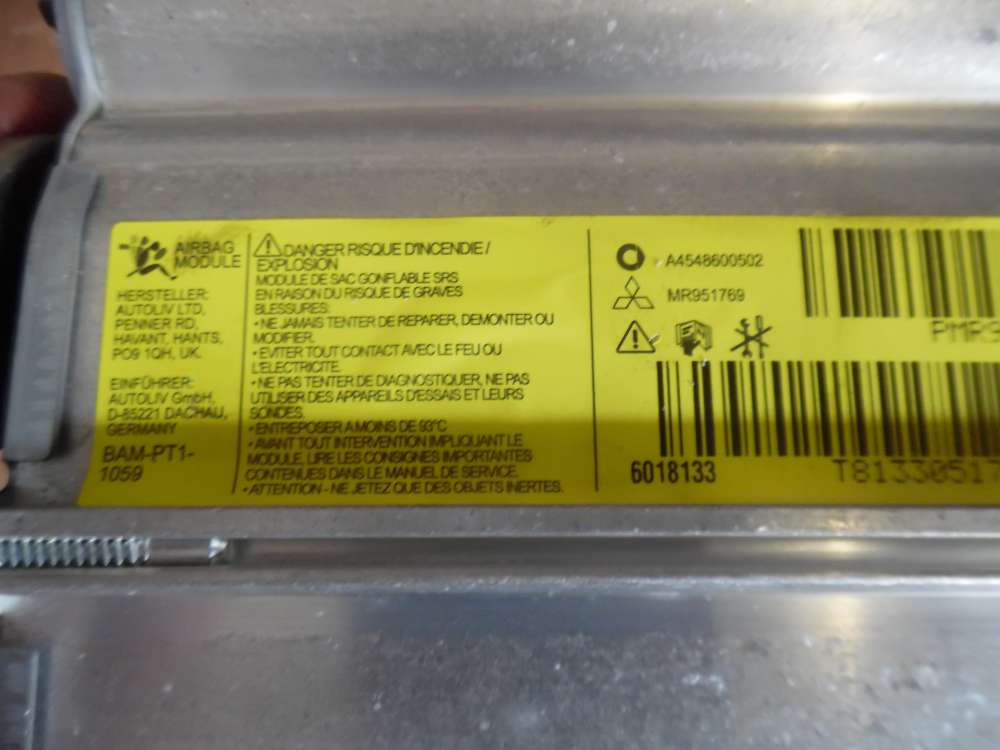 AIRBAG
MODULE
HERSTELLER:
AUTOLIV LTD,
PENNER RD,
HAVANT, HANTS,
PO9 1QH, UK.
EINFÜHRER:
AUTOLIV GmbH,
D-85221 DACHAU,
GERMANY
BAM-PT1-
1059
DANGER RISQUE D'INCENDIE /
EXPLOSION
MODULE DE SAC GONFLABLE SRS
EN RAISON DU RISQUE DE GRAVES
BLESSURES:
• NE JAMAIS TENTER DE REPARER, DEMONTER OU
MODIFIER.
• EVITER TOUT CONTACT AVEC LE FEU OU
L'ELECTRICITE.
• NE PAS TENTER DE DIAGNOSTIQUER, NE PAS
UTILISER DES APPAREILS D'ESSAIS ET LEURS
SONDES.
• ENTREPOSER A MOINS DE 93°C
• AVANT TOUT INTERVENTION IMPLIQUANT LE
MODULE, LIRE LES CONSIGNES IMPORTANTES
CONTENUES DANS LE MANUEL DE SERVICE.
• ATTENTION - NE JETEZ QUE DES OBJETS INERTES.
A4548600502
MR951769
PMR9
6018133
T81330517